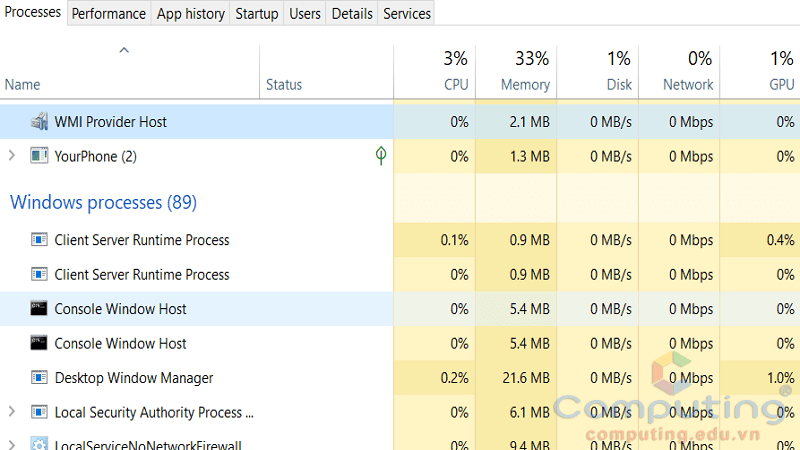 Processes Performance App history Startup Users Details Services
3% 33% 1% 0% 1%
Name Status CPU Memory Disk Network GPU
WMI Provider Host 0% 2.1 MB 0 MB/s 0 Mbps 0%
YourPhone (2) 0% 1.3 MB 0 MB/s 0 Mbps 0%
Windows processes (89)
Client Server Runtime Process 0.1% 0.9 MB 0 MB/s 0 Mbps 0.4%
Client Server Runtime Process 0% 0.9 MB 0 MB/s 0 Mbps 0%
Console Window Host 0% 5.4 MB 0 MB/s 0 Mbps 0%
Console Window Host 0% 5.4 MB 0 MB/s 0 Mbps 0%
Desktop Window Manager 0.2% 21.6 MB 0 MB/s 0 Mbps 1.0%
Local Security Authority Process ... 0% 6.1 MB 0 MB/s 0 Mbps 0%
Computing®
computing.edu.vn
LocalServiceNoNetworkFirewall 0% 9.4 MB 0 MB/s 0 Mbps 0%